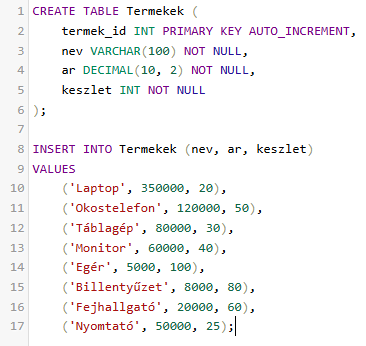 1 CREATE TABLE Termekek (
2     termek_id INT PRIMARY KEY AUTO_INCREMENT,
3     nev VARCHAR(100) NOT NULL,
4     ar DECIMAL(10, 2) NOT NULL,
5     keszlet INT NOT NULL
6 );
7
8 INSERT INTO Termekek (nev, ar, keszlet)
9 VALUES
10     ('Laptop', 350000, 20),
11     ('Okostelefon', 120000, 50),
12     ('Táblagép', 80000, 30),
13     ('Monitor', 60000, 40),
14     ('Egér', 5000, 100),
15     ('Billentyűzet', 8000, 80),
16     ('Fejhallgató', 20000, 60),
17     ('Nyomtató', 50000, 25);